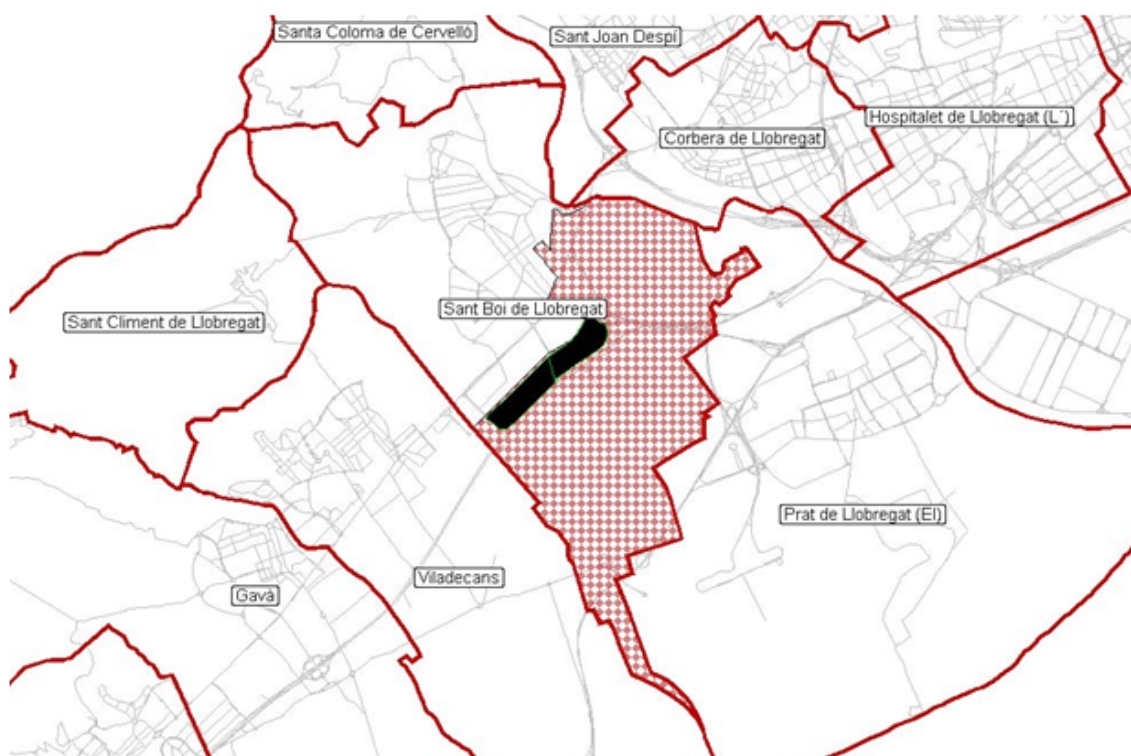 Santa Coloma de Cervelló
Sant Joan Despí
Hospitalet de Llobregat (L´)
Corbera de Llobregat
Sant Boi de Llobregat
Sant Climent de Llobregat
Prat de Llobregat (El)
Viladecans
Gavà